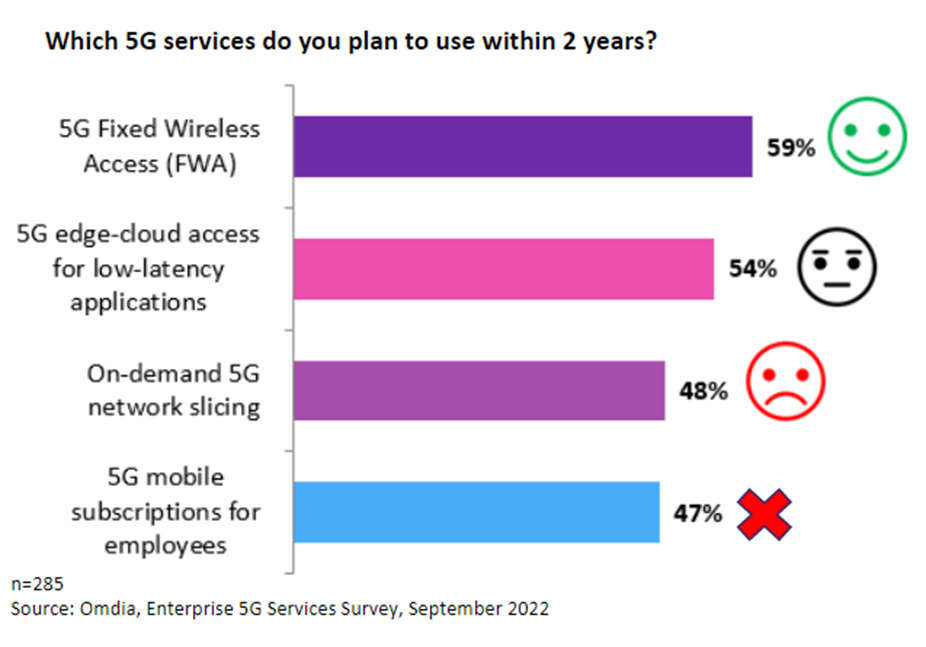 Which 5G services do you plan to use within 2 years?
5G Fixed Wireless
Access (FWA)
59%
5G edge-cloud access
for low-latency
applications
54%
On-demand 5G
network slicing
48%
5G mobile
subscriptions for
employees
47%
n=285
Source: Omdia, Enterprise 5G Services Survey, September 2022